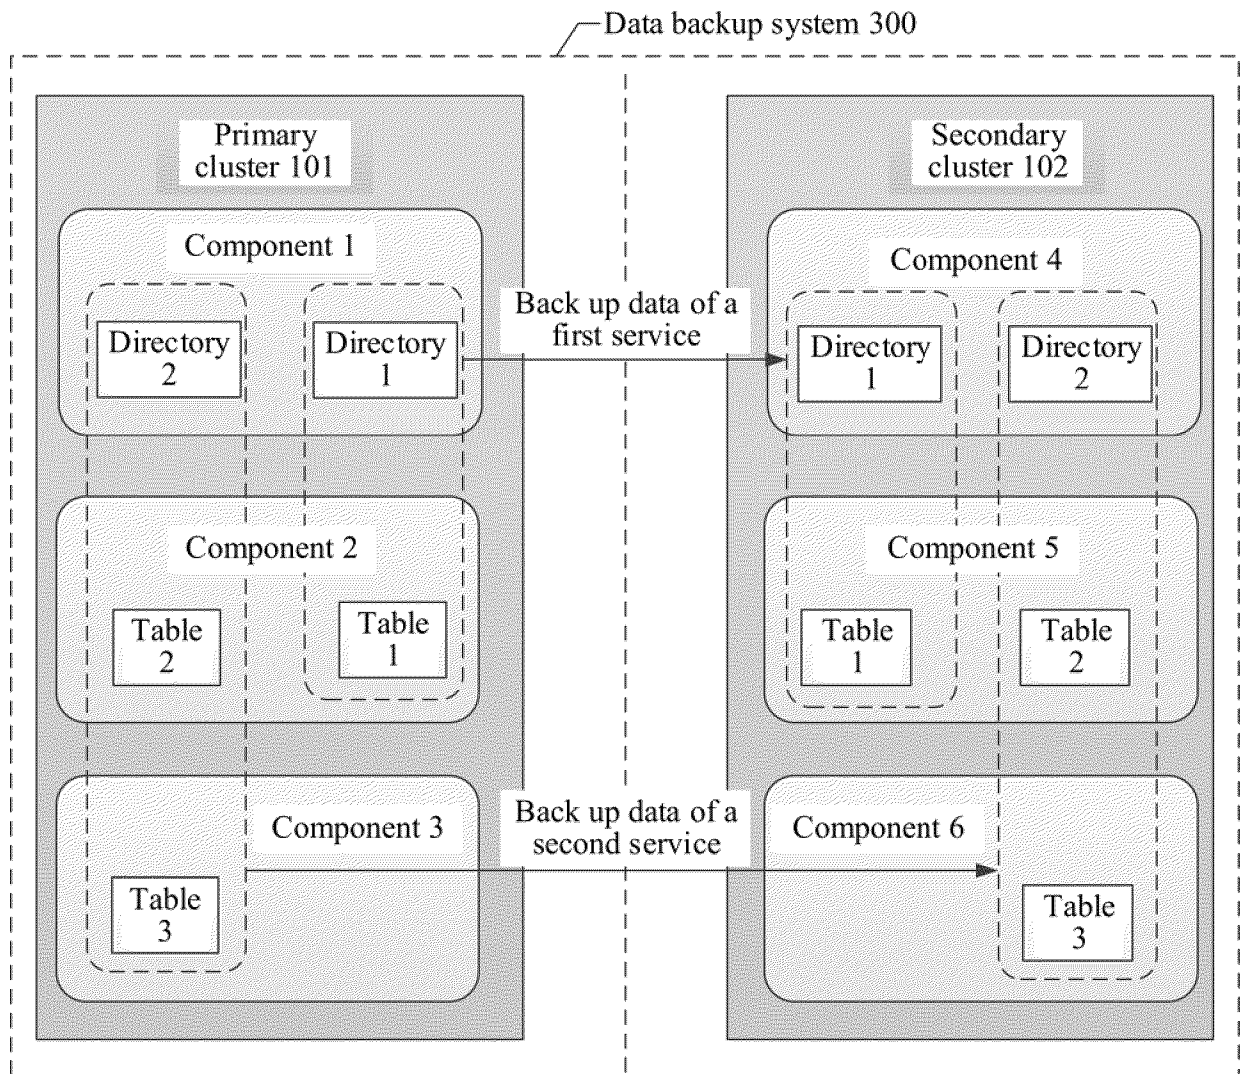 Data backup system 300
Primary
cluster 101
Component 1
Directory
2
Directory
1
Component 2
Table
2
Table
1
Component 3
Table
3
Back up data of a
first service
Back up data of a
second service
Secondary
cluster 102
Component 4
Directory
1
Directory
2
Component 5
Table
1
Table
2
Component 6
Table
3